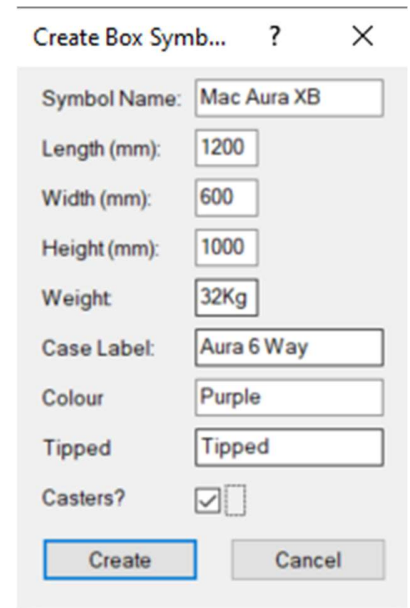 Create Box Symb... ?
Symbol Name: Mac Aura XB
Length (mm): 1200
Width (mm): 600
Height (mm): 1000
Weight: 32Kg
Case Label: Aura 6 Way
Colour Purple
Tipped Tipped
Casters?
Create Cancel